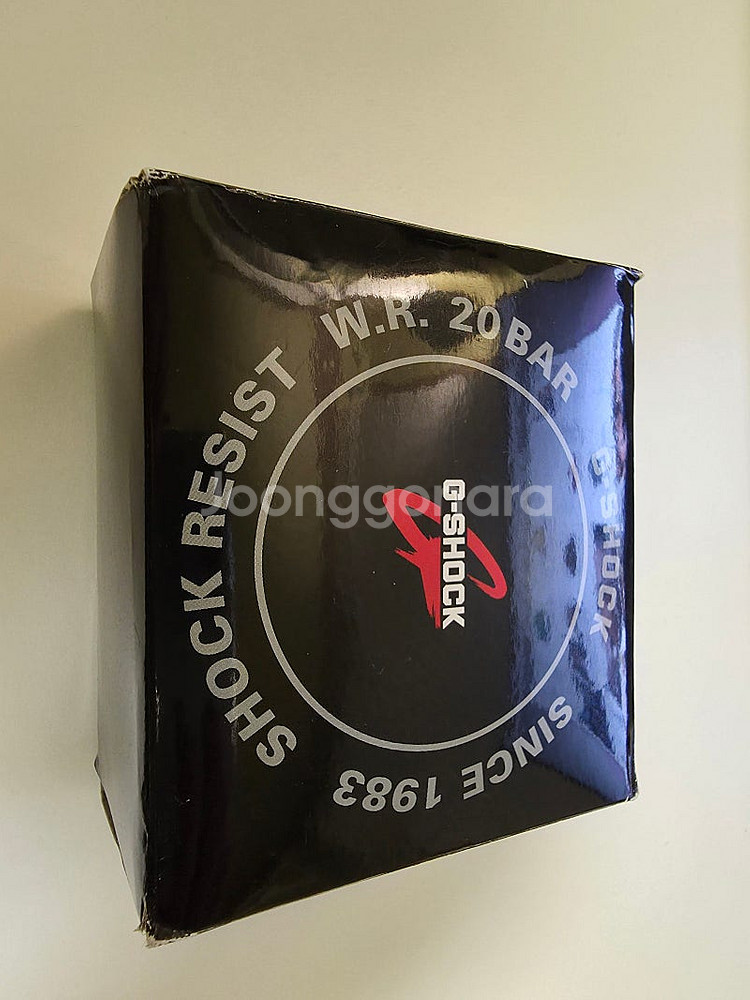 SHOCK RESIST
W.R. 20BAR
G-SHOCK
SINCE 1983
G-SHOCK
Joonggonara